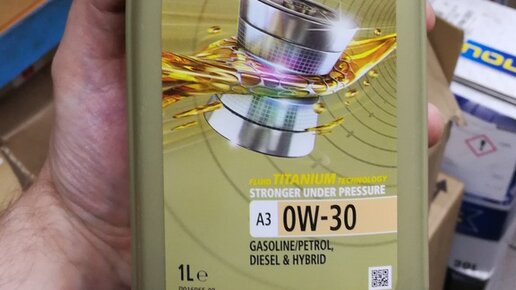 FLUID TITANIUM TECHNOLOGY
STRONGER UNDER PRESSURE
A3 0W-30
GASOLINE/PETROL,
DIESEL & HYBRID
1L e